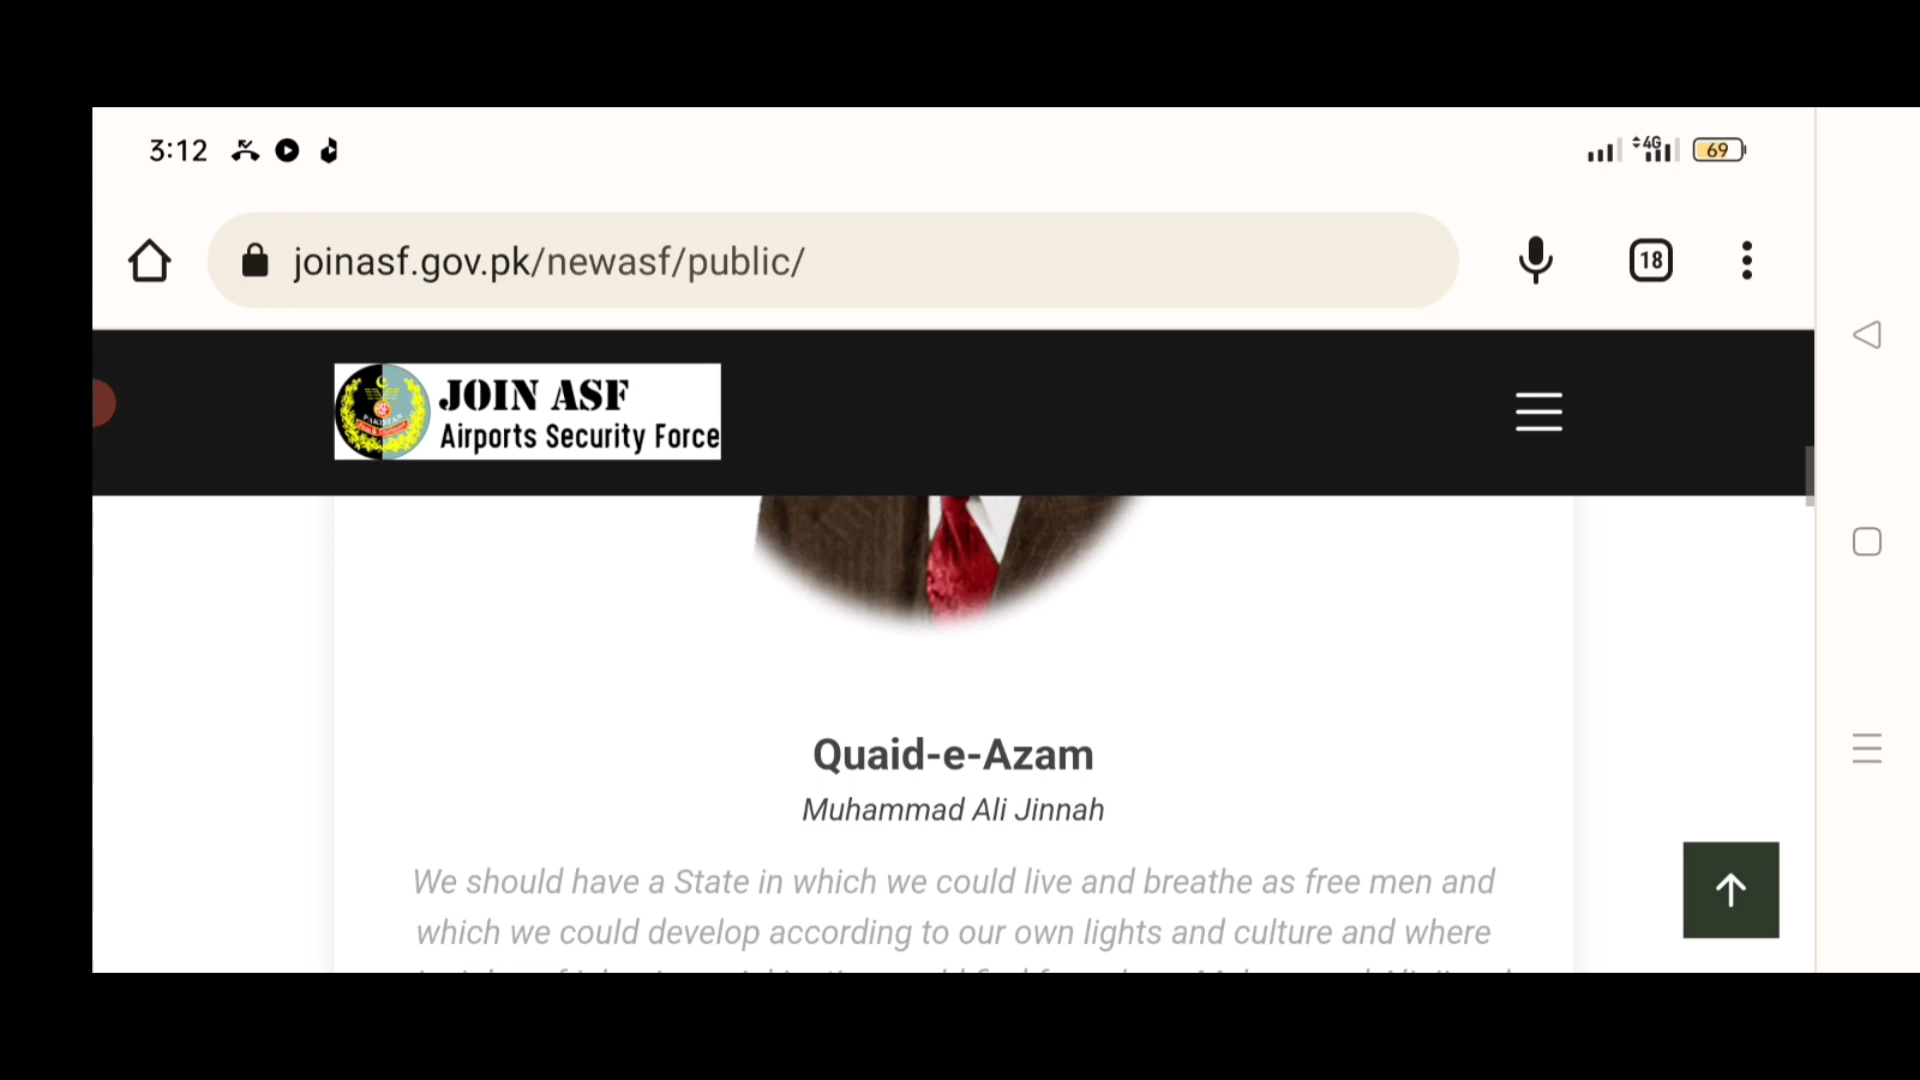 3:12
4G
69
joinasf.gov.pk/newasf/public/
18
JOIN ASF
Airports Security Force
PAKISTAN
Quaid-e-Azam
Muhammad Ali Jinnah
We should have a State in which we could live and breathe as free men and
which we could develop according to our own lights and culture and where